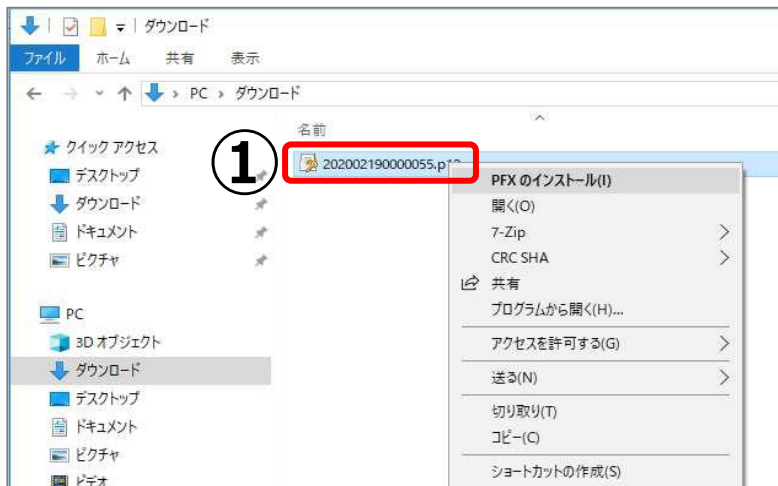 ダウンロード
ファイル ホーム 共有 表示
PC › ダウンロード
名前
クイック アクセス
デスクトップ
ダウンロード
ドキュメント
ピクチャ
PC
3D オブジェクト
ダウンロード
デスクトップ
ドキュメント
ピクチャ
ビデオ
①
202002190000055.p12
PFX のインストール(I)
開く(O)
7-Zip
CRC SHA
共有
プログラムから開く(H)...
アクセスを許可する(G)
送る(N)
切り取り(T)
コピー(C)
ショートカットの作成(S)